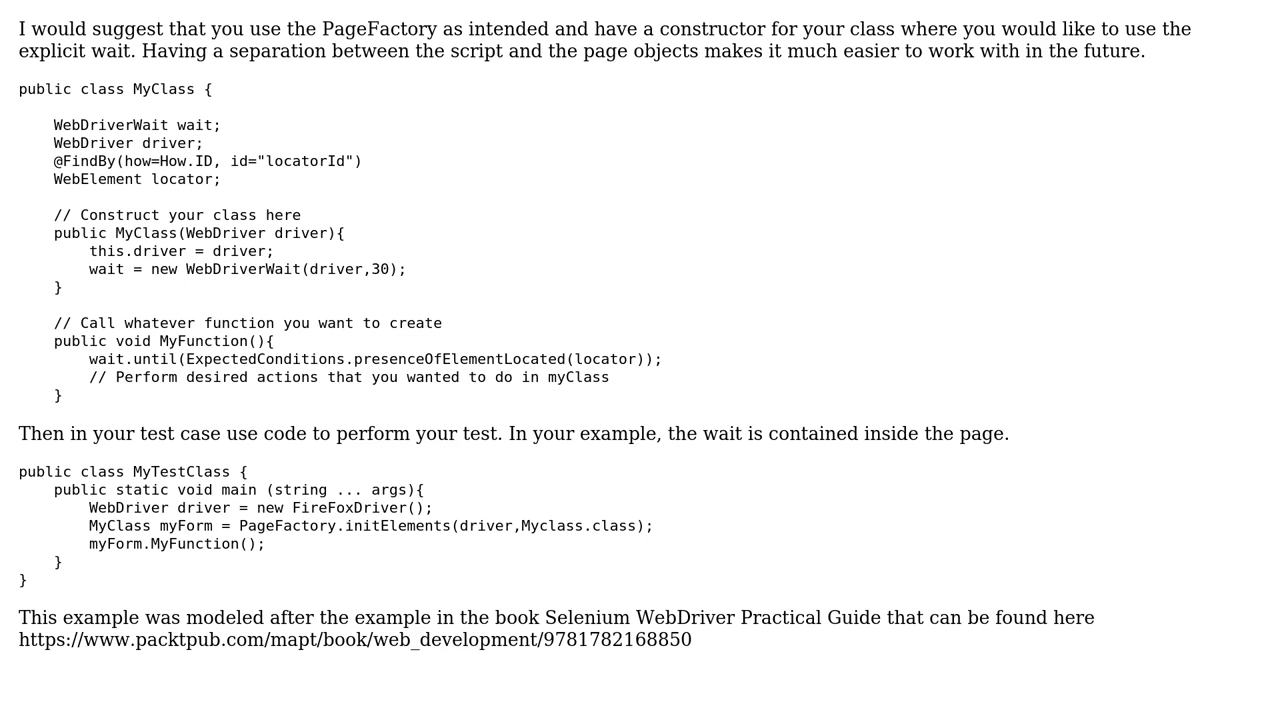 I would suggest that you use the PageFactory as intended and have a constructor for your class where you would like to use the
explicit wait. Having a separation between the script and the page objects makes it much easier to work with in the future.
public class MyClass {
    WebDriverWait wait;
    WebDriver driver;
    @FindBy(how=How.ID, id="locatorId")
    WebElement locator;
    // Construct your class here
    public MyClass(WebDriver driver){
        this.driver = driver;
        wait = new WebDriverWait(driver,30);
    }
    // Call whatever function you want to create
    public void MyFunction(){
        wait.until(ExpectedConditions.presenceOfElementLocated(locator));
        // Perform desired actions that you wanted to do in myClass
    }
Then in your test case use code to perform your test. In your example, the wait is contained inside the page.
public class MyTestClass {
    public static void main (string ... args){
        WebDriver driver = new FireFoxDriver();
        MyClass myForm = PageFactory.initElements(driver,Myclass.class);
        myForm.MyFunction();
    }
}
This example was modeled after the example in the book Selenium WebDriver Practical Guide that can be found here
https://www.packtpub.com/mapt/book/web_development/9781782168850